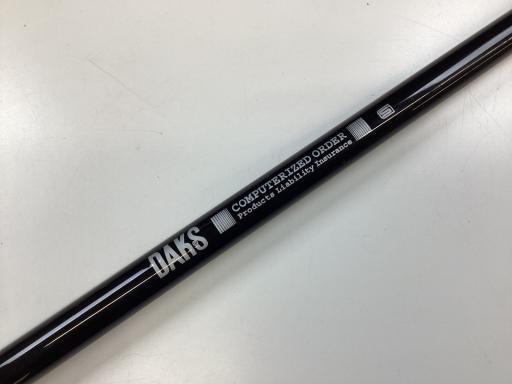 DAKS
COMPUTERIZED ORDER
Products Liability Insurance
S